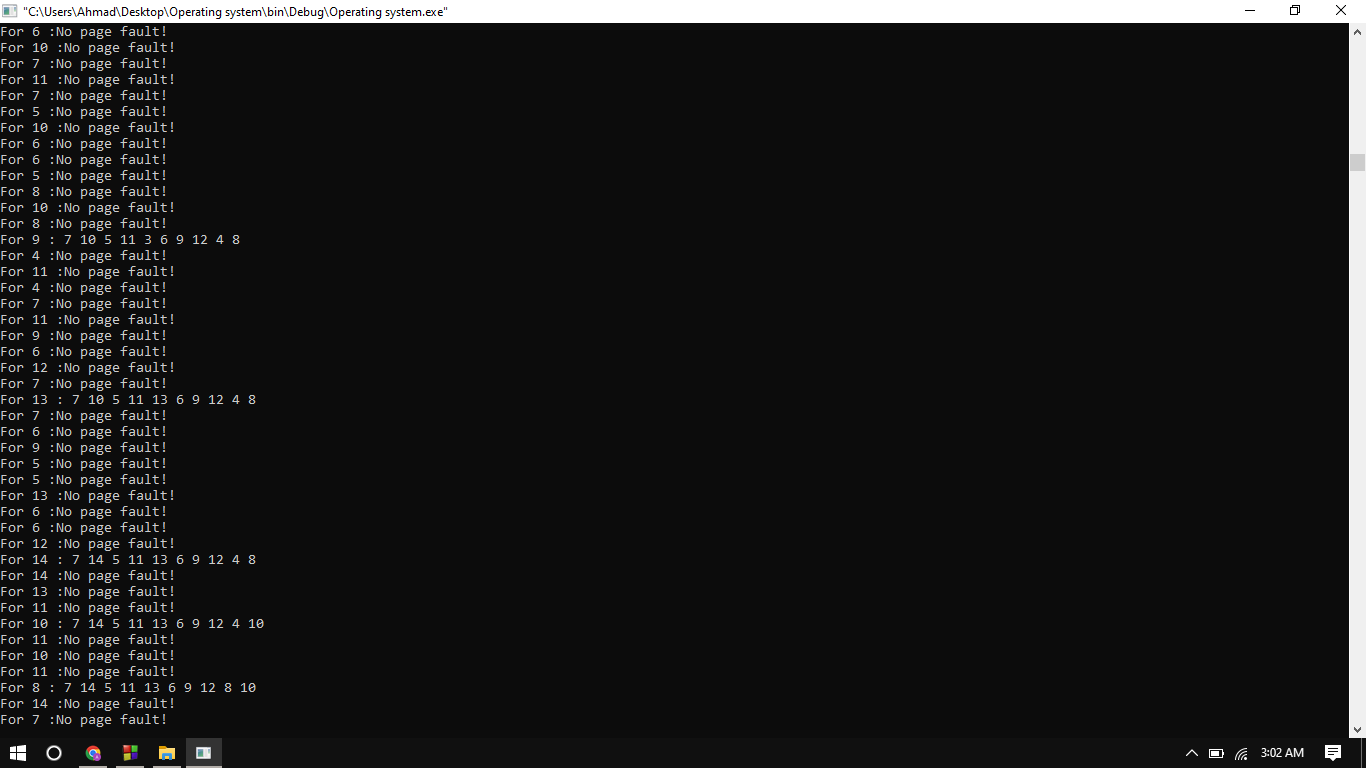 "C:\Users\Ahmad\Desktop\Operating system\bin\Debug\Operating system.exe"
For 6 :No page fault!
For 10 :No page fault!
For 7 :No page fault!
For 11 :No page fault!
For 7 :No page fault!
For 5 :No page fault!
For 10 :No page fault!
For 6 :No page fault!
For 6 :No page fault!
For 5 :No page fault!
For 8 :No page fault!
For 10 :No page fault!
For 8 :No page fault!
For 9 : 7 10 5 11 3 6 9 12 4 8
For 4 :No page fault!
For 11 :No page fault!
For 4 :No page fault!
For 7 :No page fault!
For 11 :No page fault!
For 9 :No page fault!
For 6 :No page fault!
For 12 :No page fault!
For 7 :No page fault!
For 13 : 7 10 5 11 13 6 9 12 4 8
For 7 :No page fault!
For 6 :No page fault!
For 9 :No page fault!
For 5 :No page fault!
For 5 :No page fault!
For 13 :No page fault!
For 6 :No page fault!
For 6 :No page fault!
For 12 :No page fault!
For 14 : 7 14 5 11 13 6 9 12 4 8
For 14 :No page fault!
For 13 :No page fault!
For 11 :No page fault!
For 10 : 7 14 5 11 13 6 9 12 4 10
For 11 :No page fault!
For 10 :No page fault!
For 11 :No page fault!
For 8 : 7 14 5 11 13 6 9 12 8 10
For 14 :No page fault!
For 7 :No page fault!
3:02 AM